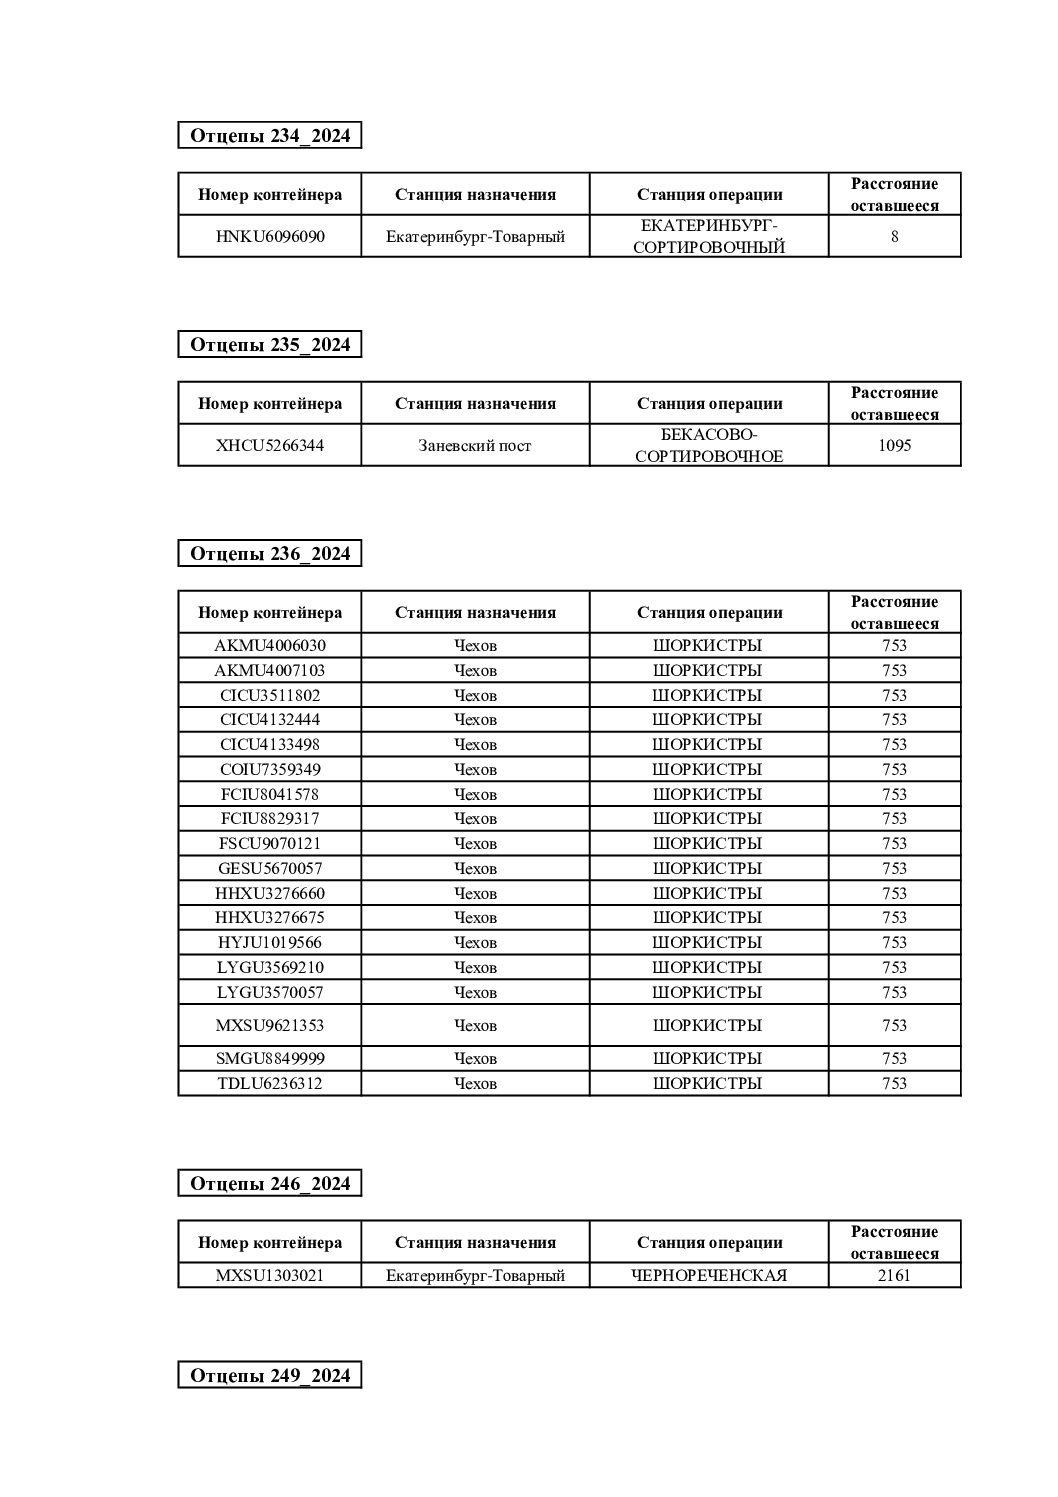 Отцепы 234_2024
Номер контейнера Станция назначения Станция операции Расстояние оставшееся
HNKU6096090 Екатеринбург-Товарный ЕКАТЕРИНБУРГ-СОРТИРОВОЧНЫЙ 8
Отцепы 235_2024
Номер контейнера Станция назначения Станция операции Расстояние оставшееся
XHCU5266344 Заневский пост БЕКАСОВО-СОРТИРОВОЧНОЕ 1095
Отцепы 236_2024
Номер контейнера Станция назначения Станция операции Расстояние оставшееся
AKMU4006030 Чехов ШОРКИСТРЫ 753
AKMU4007103 Чехов ШОРКИСТРЫ 753
CICU3511802 Чехов ШОРКИСТРЫ 753
CICU4132444 Чехов ШОРКИСТРЫ 753
CICU4133498 Чехов ШОРКИСТРЫ 753
COIU7359349 Чехов ШОРКИСТРЫ 753
FCIU8041578 Чехов ШОРКИСТРЫ 753
FCIU8829317 Чехов ШОРКИСТРЫ 753
FSCU9070121 Чехов ШОРКИСТРЫ 753
GESU5670057 Чехов ШОРКИСТРЫ 753
HHXU3276660 Чехов ШОРКИСТРЫ 753
HHXU3276675 Чехов ШОРКИСТРЫ 753
HYJU1019566 Чехов ШОРКИСТРЫ 753
LYGU3569210 Чехов ШОРКИСТРЫ 753
LYGU3570057 Чехов ШОРКИСТРЫ 753
MXSU9621353 Чехов ШОРКИСТРЫ 753
SMGU8849999 Чехов ШОРКИСТРЫ 753
TDLU6236312 Чехов ШОРКИСТРЫ 753
Отцепы 246_2024
Номер контейнера Станция назначения Станция операции Расстояние оставшееся
MXSU1303021 Екатеринбург-Товарный ЧЕРНОРЕЧЕНСКАЯ 2161
Отцепы 249_2024